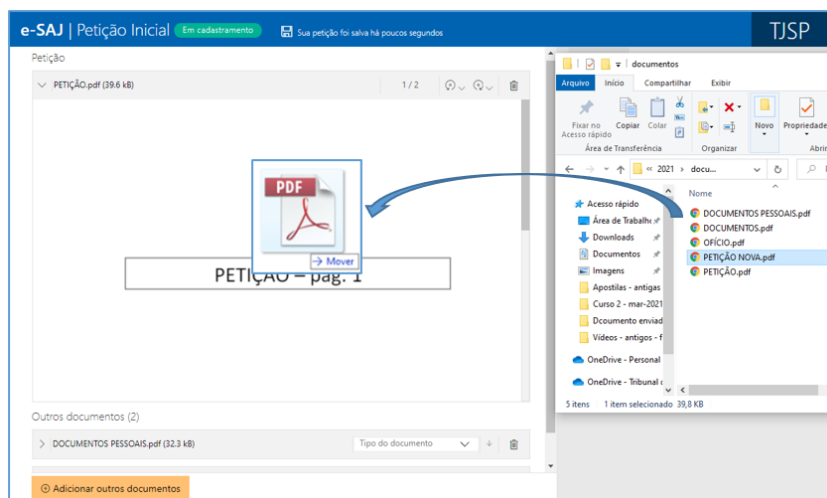 e-SAJ | Petição Inicial Em cadastramento Sua petição foi salva há poucos segundos TJSP
Petição
PETIÇÃO.pdf (39.6 kB) 1 / 2
PDF
Mover
PETIÇÃO – pág. 1
Outros documentos (2)
DOCUMENTOS PESSOAIS.pdf (32.3 kB) Tipo do documento
Adicionar outros documentos
documentos
Arquivo Início Compartilhar Exibir
Fixar no Acesso rápido
Copiar
Colar
Novo
Propriedade
Área de Transferência Organizar Abrir
« 2021 › docu...
Nome
Acesso rápido
Área de Trabalho
Downloads
Documentos
Imagens
Apostilas - antigas
Curso 2 - mar-2021
Dcoumento enviad
Vídeos - antigos - f
OneDrive - Personal
OneDrive - Tribunal
DOCUMENTOS PESSOAIS.pdf
DOCUMENTOS.pdf
OFÍCIO.pdf
PETIÇÃO NOVA.pdf
PETIÇÃO.pdf
5 itens 1 item selecionado 39,8 KB